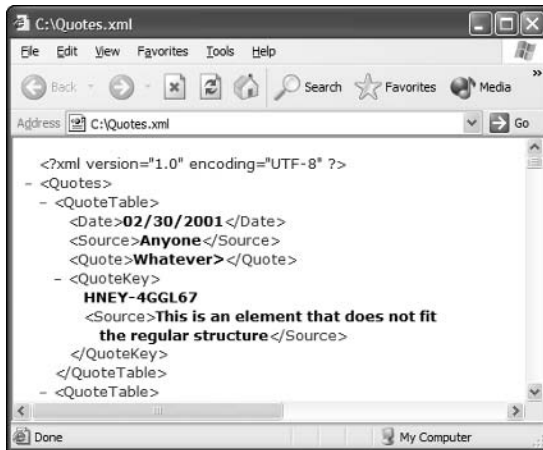 C:\Quotes.xml
File Edit View Favorites Tools Help
Back Search Favorites Media »
Address C:\Quotes.xml Go
<?xml version="1.0" encoding="UTF-8" ?>
- <Quotes>
- <QuoteTable>
<Date>02/30/2001</Date>
<Source>Anyone</Source>
<Quote>Whatever></Quote>
- <QuoteKey>
HNEY-4GGL67
<Source>This is an element that does not fit
the regular structure</Source>
</QuoteKey>
</QuoteTable>
- <QuoteTable>
Done My Computer